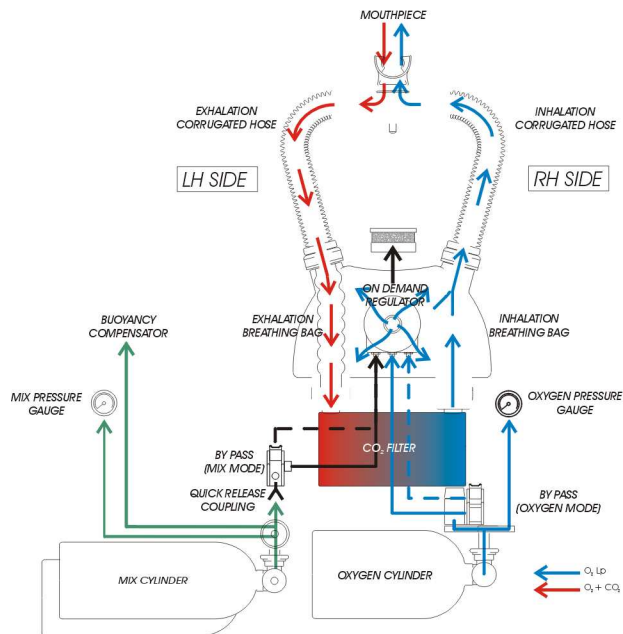 MOUTHPIECE
EXHALATION
CORRUGATED HOSE
INHALATION
CORRUGATED HOSE
LH SIDE
RH SIDE
ON DEMAND
REGULATOR
BUOYANCY
COMPENSATOR
EXHALATION
BREATHING BAG
INHALATION
BREATHING BAG
MIX PRESSURE
GAUGE
OXYGEN PRESSURE
GAUGE
CO₂ FILTER
BY PASS
(MIX MODE)
QUICK RELEASE
COUPLING
BY PASS
(OXYGEN MODE)
MIX CYLINDER
OXYGEN CYLINDER
O₂ Lp
O₂ + CO₂